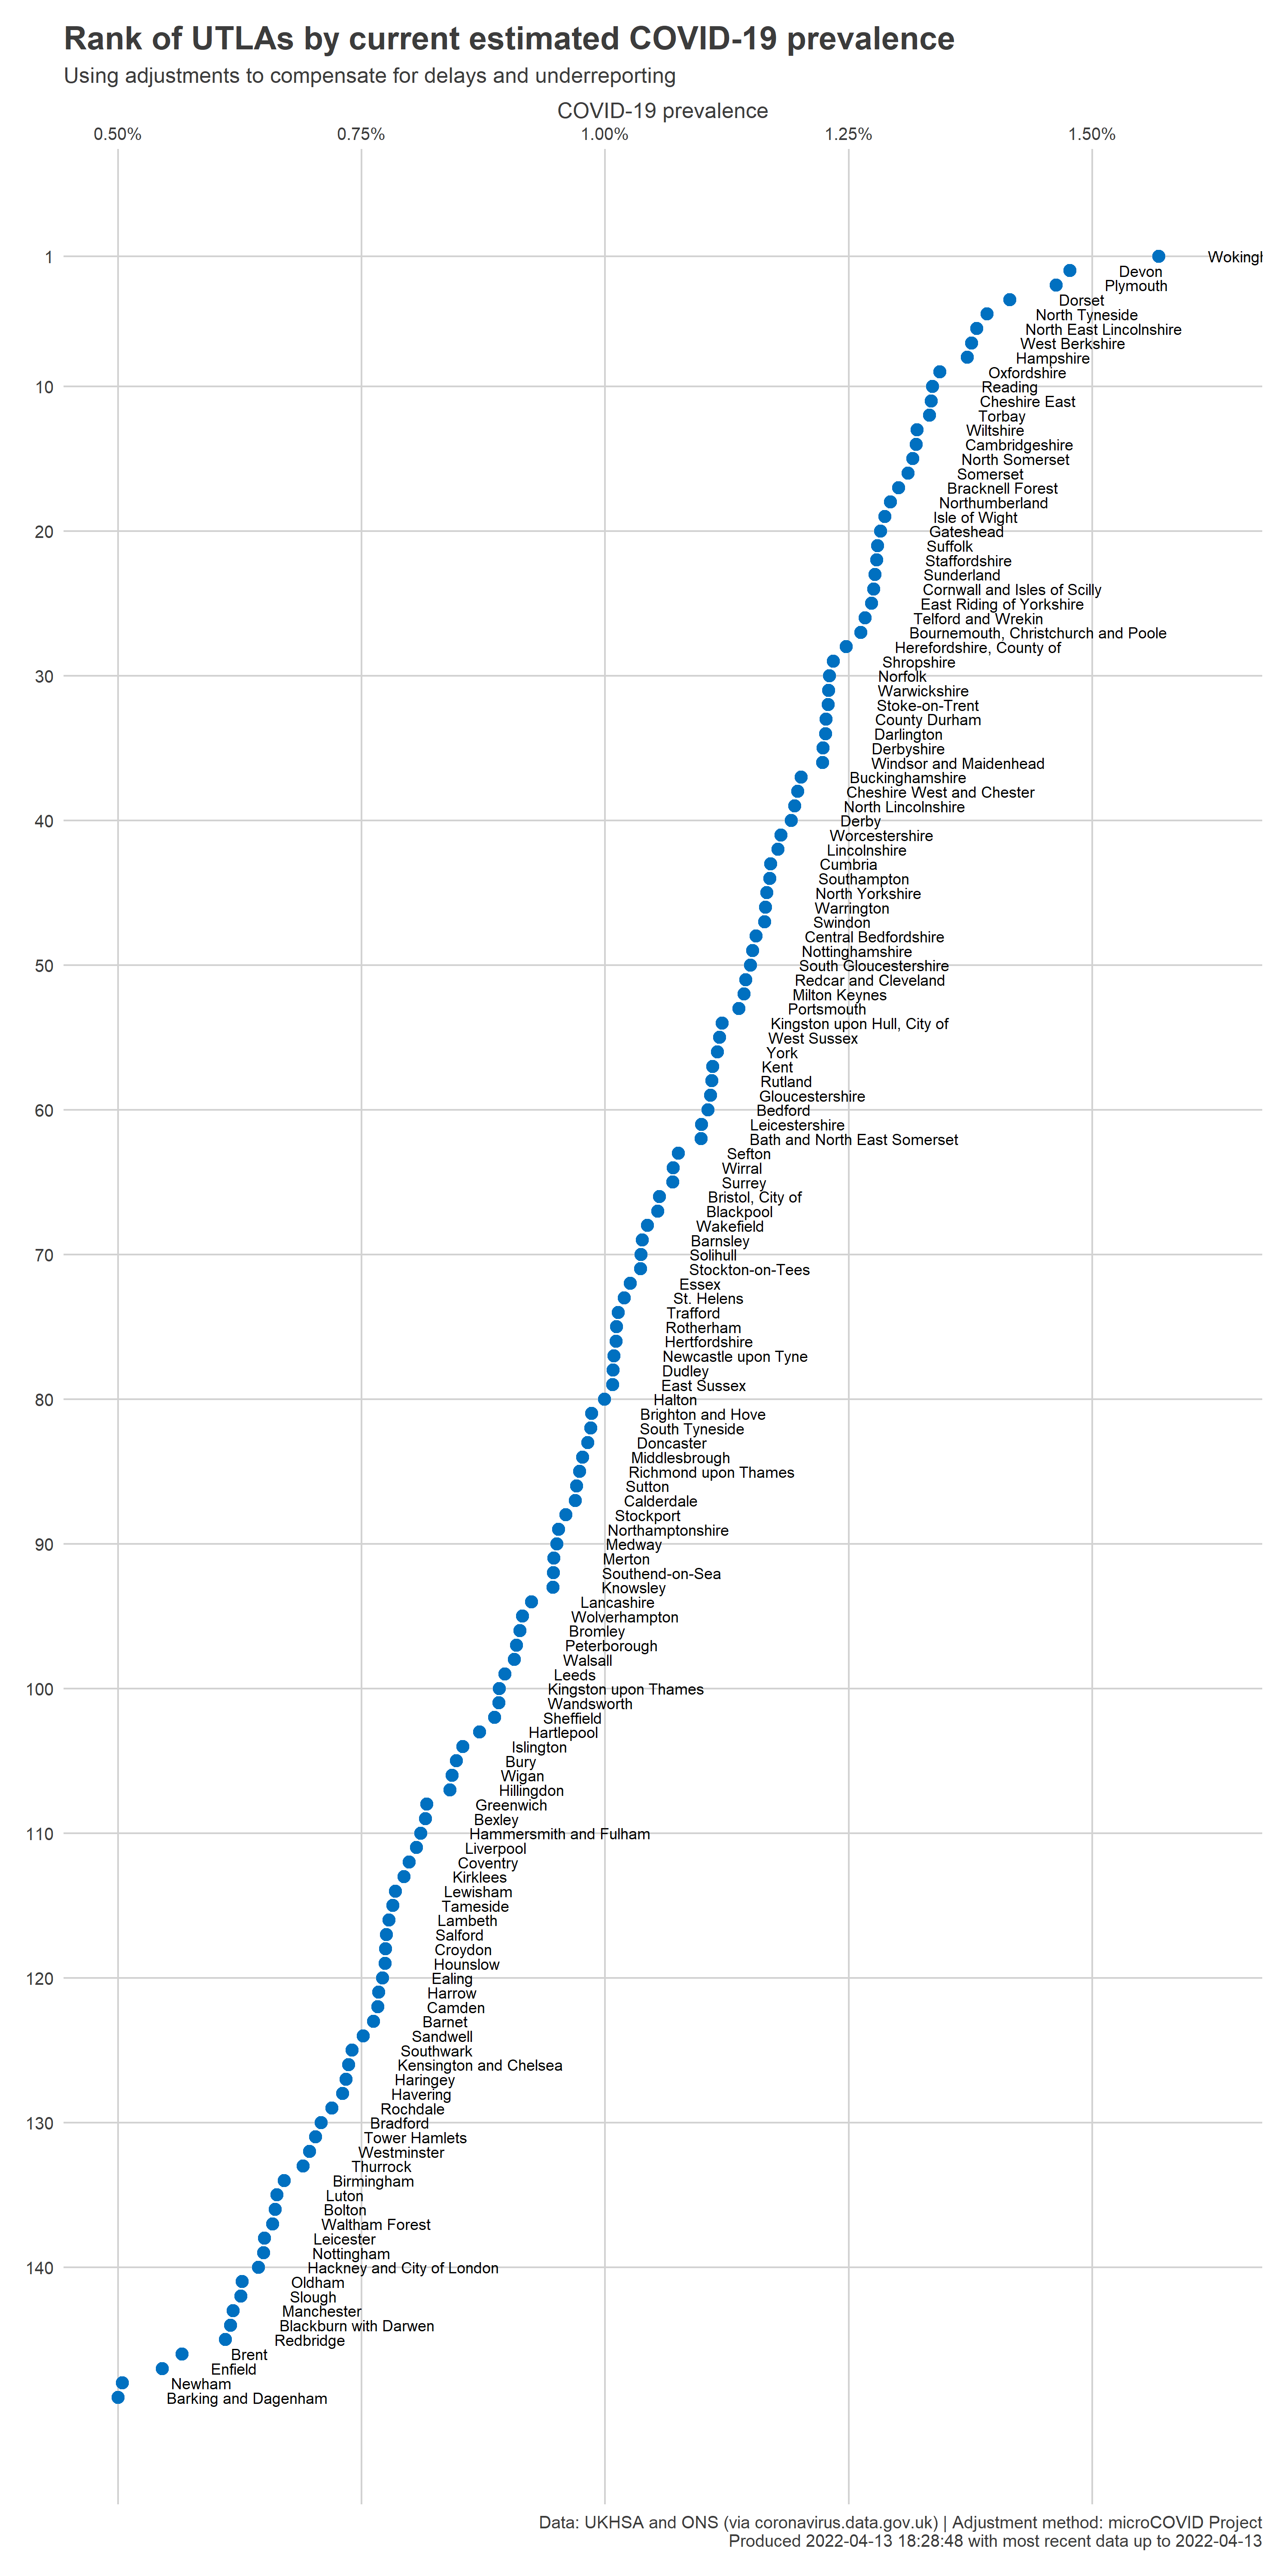 Rank of UTLAs by current estimated COVID-19 prevalence
Using adjustments to compensate for delays and underreporting
COVID-19 prevalence
0.50% 0.75% 1.00% 1.25% 1.50%
1 Wokingh
Devon
Plymouth
Dorset
North Tyneside
North East Lincolnshire
West Berkshire
Hampshire
Oxfordshire
10 Reading
Cheshire East
Torbay
Wiltshire
Cambridgeshire
North Somerset
Somerset
Bracknell Forest
Northumberland
Isle of Wight
20 Gateshead
Suffolk
Staffordshire
Sunderland
Cornwall and Isles of Scilly
East Riding of Yorkshire
Telford and Wrekin
Bournemouth, Christchurch and Poole
Herefordshire, County of
Shropshire
30 Norfolk
Warwickshire
Stoke-on-Trent
County Durham
Darlington
Derbyshire
Windsor and Maidenhead
Buckinghamshire
Cheshire West and Chester
North Lincolnshire
40 Derby
Worcestershire
Lincolnshire
Cumbria
Southampton
North Yorkshire
Warrington
Swindon
Central Bedfordshire
Nottinghamshire
50 South Gloucestershire
Redcar and Cleveland
Milton Keynes
Portsmouth
Kingston upon Hull, City of
West Sussex
York
Kent
Rutland
Gloucestershire
60 Bedford
Leicestershire
Bath and North East Somerset
Sefton
Wirral
Surrey
Bristol, City of
Blackpool
Wakefield
Barnsley
70 Solihull
Stockton-on-Tees
Essex
St. Helens
Trafford
Rotherham
Hertfordshire
Newcastle upon Tyne
Dudley
East Sussex
80 Halton
Brighton and Hove
South Tyneside
Doncaster
Middlesbrough
Richmond upon Thames
Sutton
Calderdale
Stockport
Northamptonshire
90 Medway
Merton
Southend-on-Sea
Knowsley
Lancashire
Wolverhampton
Bromley
Peterborough
Walsall
Leeds
100 Kingston upon Thames
Wandsworth
Sheffield
Hartlepool
Islington
Bury
Wigan
Hillingdon
Greenwich
Bexley
110 Hammersmith and Fulham
Liverpool
Coventry
Kirklees
Lewisham
Tameside
Lambeth
Salford
Croydon
Hounslow
120 Ealing
Harrow
Camden
Barnet
Sandwell
Southwark
Kensington and Chelsea
Haringey
Havering
Rochdale
130 Bradford
Tower Hamlets
Westminster
Thurrock
Birmingham
Luton
Bolton
Waltham Forest
Leicester
Nottingham
140 Hackney and City of London
Oldham
Slough
Manchester
Blackburn with Darwen
Redbridge
Brent
Enfield
Newham
Barking and Dagenham
Data: UKHSA and ONS (via coronavirus.data.gov.uk) | Adjustment method: microCOVID Project
Produced 2022-04-13 18:28:48 with most recent data up to 2022-04-13